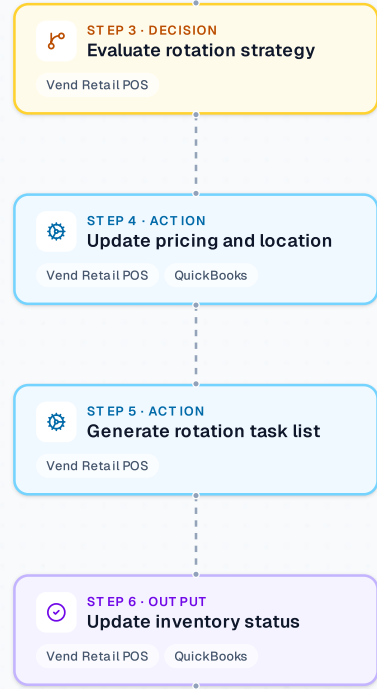 STEP 3 · DECISION
Evaluate rotation strategy
Vend Retail POS
STEP 4 · ACTION
Update pricing and location
Vend Retail POS QuickBooks
STEP 5 · ACTION
Generate rotation task list
Vend Retail POS
STEP 6 · OUTPUT
Update inventory status
Vend Retail POS QuickBooks